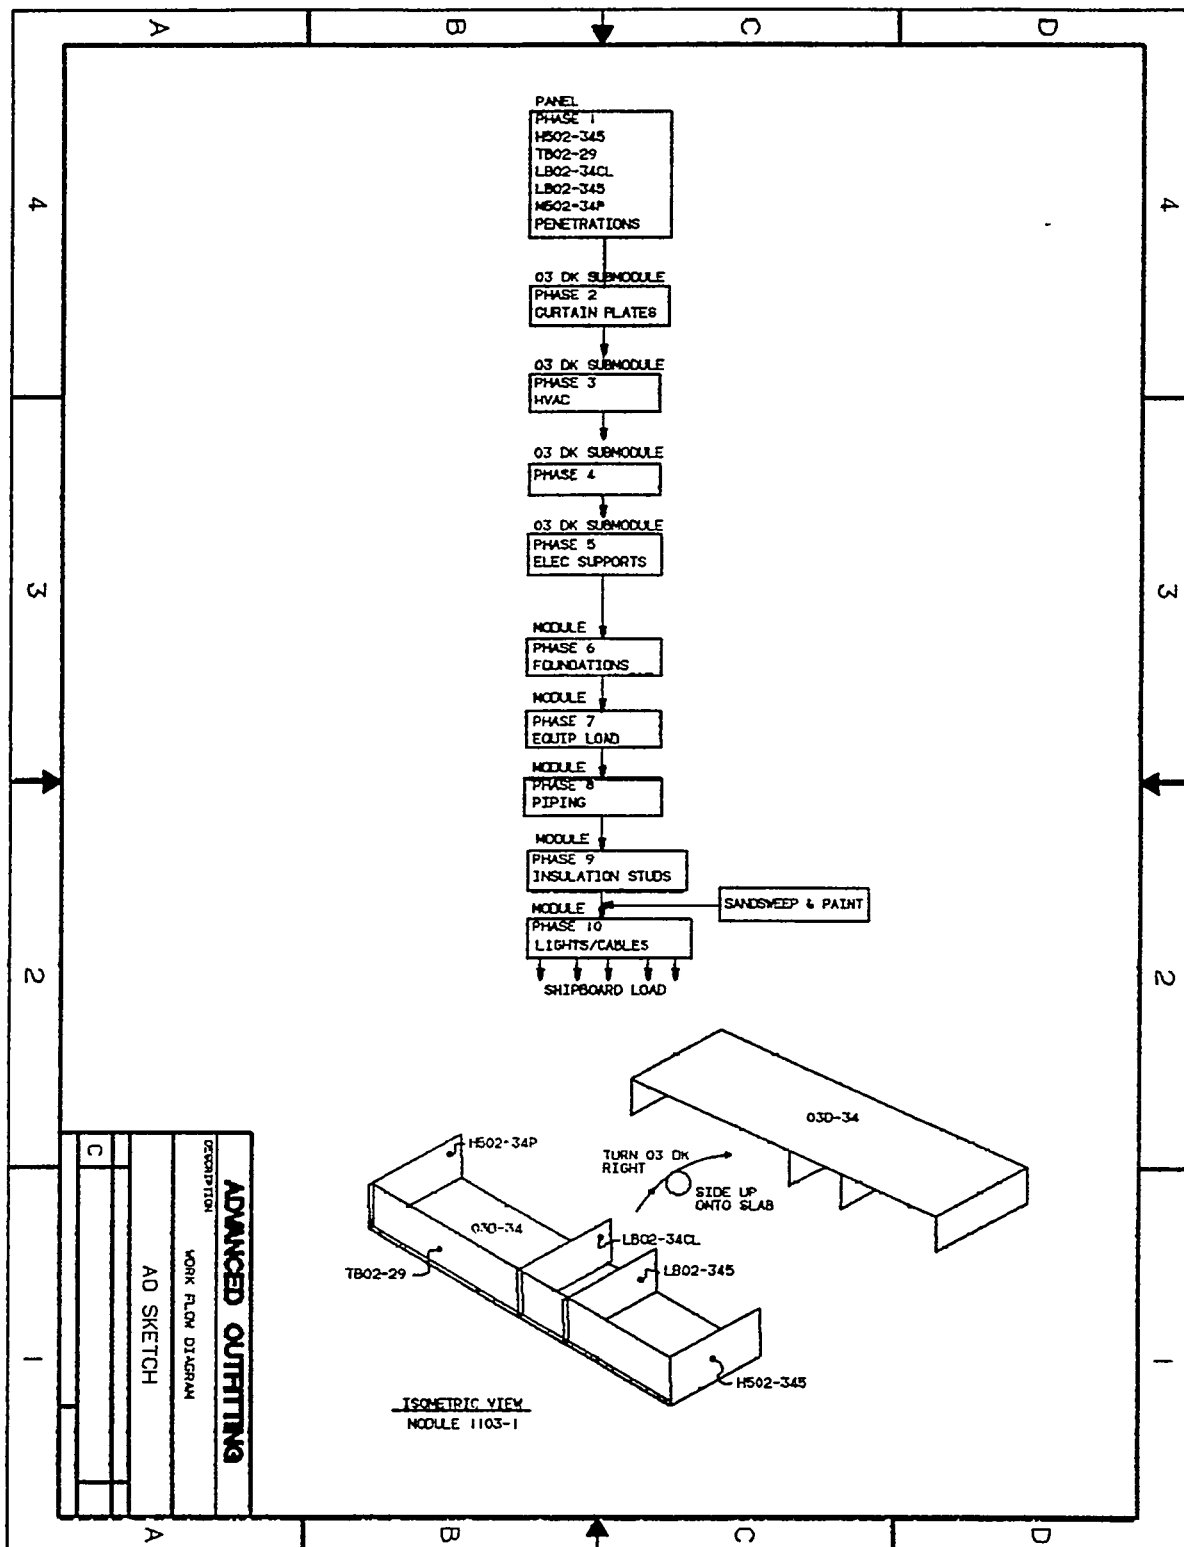 A
B
C
D
4
4
3
3
2
2
1
1
A
B
C
D
PANEL
PHASE 1
H502-345
TB02-29
LB02-34CL
LB02-345
M502-34P
PENETRATIONS
03 DK SUBMODULE
PHASE 2
CURTAIN PLATES
03 DK SUBMODULE
PHASE 3
HVAC
03 DK SUBMODULE
PHASE 4
03 DK SUBMODULE
PHASE 5
ELEC SUPPORTS
MODULE
PHASE 6
FOUNDATIONS
MODULE
PHASE 7
EQUIP LOAD
MODULE
PHASE 8
PIPING
MODULE
PHASE 9
INSULATION STUDS
SANDSWEEP & PAINT
MODULE
PHASE 10
LIGHTS/CABLES
SHIPBOARD LOAD
03D-34
H502-34P
TURN 03 DK
RIGHT
SIDE UP
ONTO SLAB
03D-34
LB02-34CL
LB02-345
TB02-29
H502-345
ISOMETRIC VIEW
MODULE 1103-1
ADVANCED OUTFITTING
DESCRIPTION
WORK FLOW DIAGRAM
AO SKETCH
C